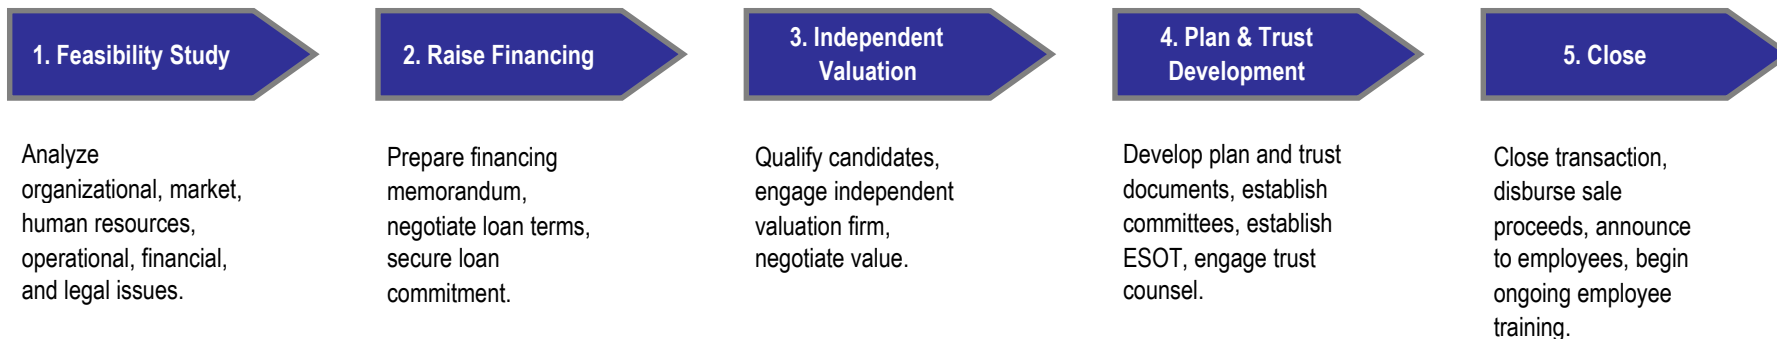 1. Feasibility Study
Analyze
organizational, market,
human resources,
operational, financial,
and legal issues.
2. Raise Financing
Prepare financing
memorandum,
negotiate loan terms,
secure loan
commitment.
3. Independent
Valuation
Qualify candidates,
engage independent
valuation firm,
negotiate value.
4. Plan & Trust
Development
Develop plan and trust
documents, establish
committees, establish
ESOT, engage trust
counsel.
5. Close
Close transaction,
disburse sale
proceeds, announce
to employees, begin
ongoing employee
training.